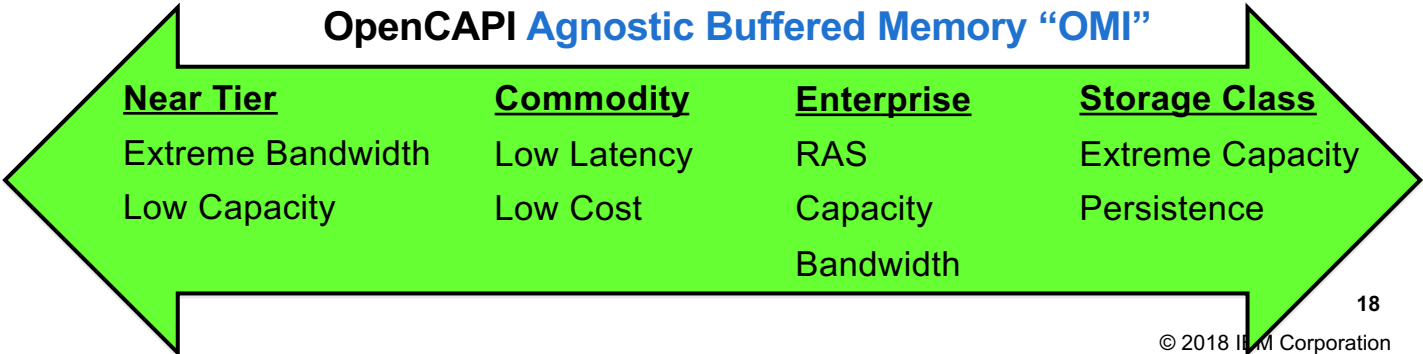 OpenCAPI Agnostic Buffered Memory “OMI”
Near Tier
Extreme Bandwidth
Low Capacity
Commodity
Low Latency
Low Cost
Enterprise
RAS
Capacity
Bandwidth
Storage Class
Extreme Capacity
Persistence
18
© 2018 IBM Corporation